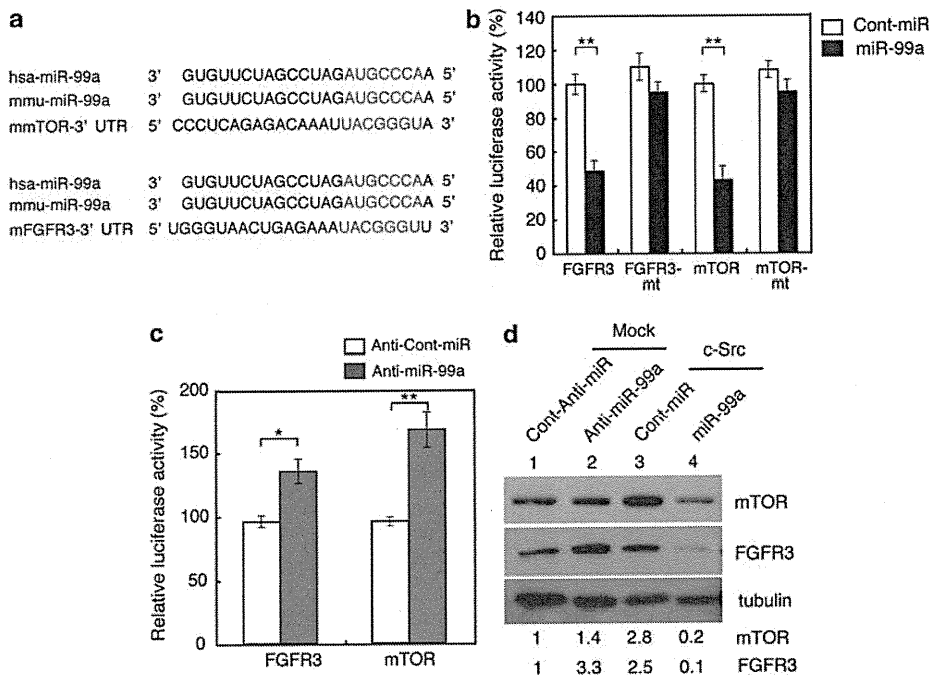 a
hsa-miR-99a 3' GUGUUCUAGCCUAGAUGCCCAA 5'
mmu-miR-99a 3' GUGUUCUAGCCUAGAUGCCCAA 5'
mmTOR-3' UTR 5' CCCUCAGAGACAAAUUACGGGUA 3'
hsa-miR-99a 3' GUGUUCUAGCCUAGAUGCCCAA 5'
mmu-miR-99a 3' GUGUUCUAGCCUAGAUGCCCAA 5'
mFGFR3-3' UTR 5' UGGGUAACUGAGAAAUACGGGUU 3'
b
Cont-miR
miR-99a
Relative luciferase activity (%)
140
120
100
80
60
40
20
0
**
**
FGFR3
FGFR3-
mt
mTOR
mTOR-
mt
c
Anti-Cont-miR
Anti-miR-99a
Relative luciferase activity (%)
200
150
100
50
0
*
**
FGFR3
mTOR
d
Mock
c-Src
Cont-Anti-miR
Anti-miR-99a
Cont-miR
miR-99a
1 2 3 4
mTOR
FGFR3
tubulin
1 1.4 2.8 0.2 mTOR
1 3.3 2.5 0.1 FGFR3